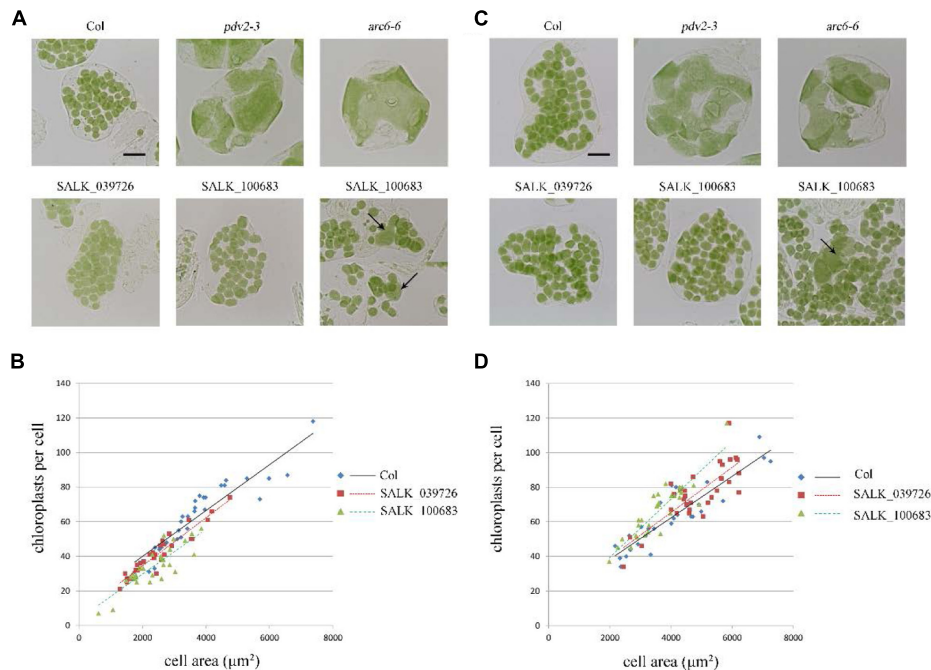 A
Col
pdv2-3
arc6-6
SALK_039726
SALK_100683
SALK_100683
B
140
120
100
80
60
40
20
0
0
2000
4000
6000
8000
chloroplasts per cell
cell area (µm²)
Col
SALK_039726
SALK_100683
C
Col
pdv2-3
arc6-6
SALK_039726
SALK_100683
SALK_100683
D
140
120
100
80
60
40
20
0
0
2000
4000
6000
8000
chloroplasts per cell
cell area (µm²)
Col
SALK_039726
SALK_100683